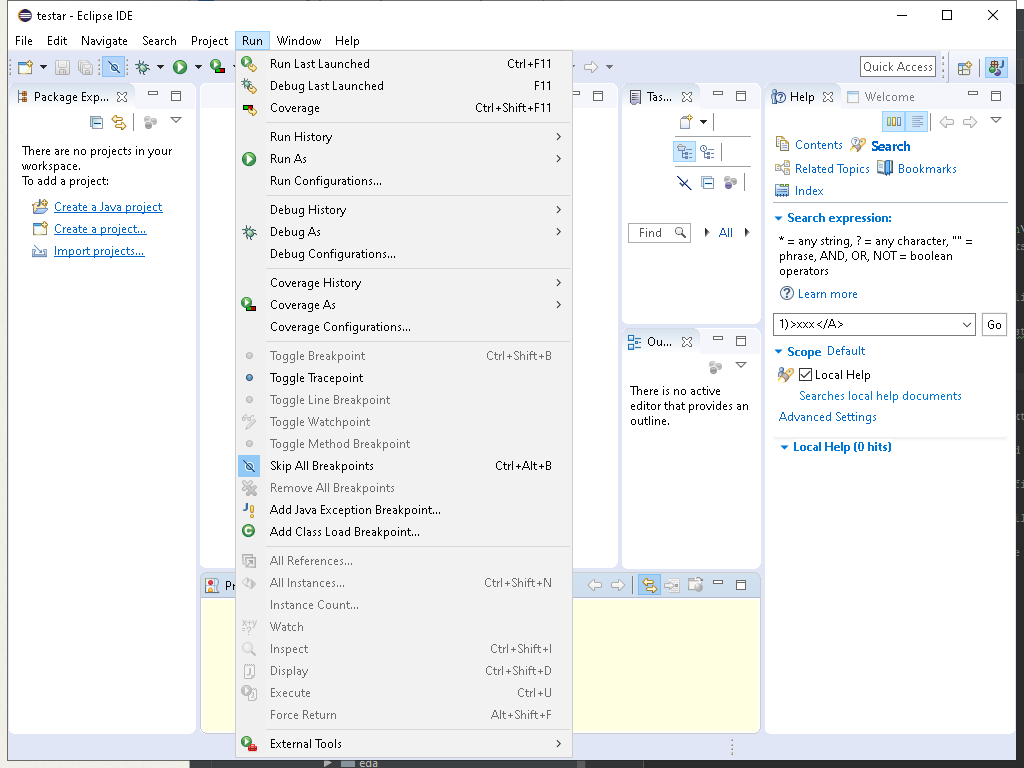 testar - Eclipse IDE
File Edit Navigate Search Project Run Window Help
Quick Access
Package Exp...
There are no projects in your
workspace.
To add a project:
Create a Java project
Create a project...
Import projects...
Run Last Launched Ctrl+F11
Debug Last Launched F11
Coverage Ctrl+Shift+F11
Run History
Run As
Run Configurations...
Debug History
Debug As
Debug Configurations...
Coverage History
Coverage As
Coverage Configurations...
Toggle Breakpoint Ctrl+Shift+B
Toggle Tracepoint
Toggle Line Breakpoint
Toggle Watchpoint
Toggle Method Breakpoint
Skip All Breakpoints Ctrl+Alt+B
Remove All Breakpoints
Add Java Exception Breakpoint...
Add Class Load Breakpoint...
All References...
All Instances... Ctrl+Shift+N
Instance Count...
Watch
Inspect Ctrl+Shift+I
Display Ctrl+Shift+D
Execute Ctrl+U
Force Return Alt+Shift+F
External Tools
Pr
Tas...
Find All
Ou...
There is no active
editor that provides an
outline.
Help Welcome
Contents Search
Related Topics Bookmarks
Index
Search expression:
* = any string, ? = any character, "" =
phrase, AND, OR, NOT = boolean
operators
Learn more
1)>xxx</A> Go
Scope Default
Local Help
Searches local help documents
Advanced Settings
Local Help (0 hits)
eda